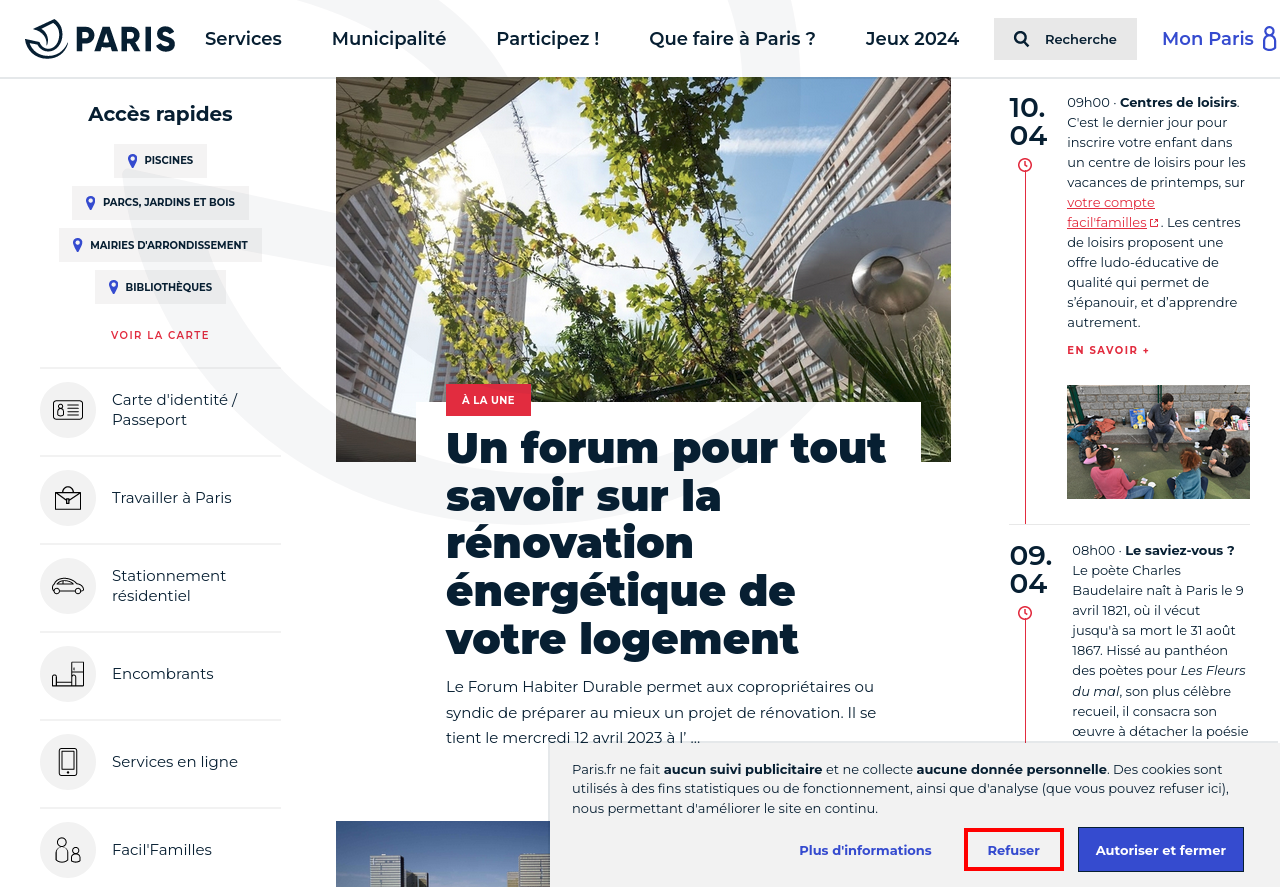 PARIS
Services
Municipalité
Participez !
Que faire à Paris ?
Jeux 2024
Recherche
Mon Paris
Accès rapides
PISCINES
PARCS, JARDINS ET BOIS
MAIRIES D'ARRONDISSEMENT
BIBLIOTHÈQUES
VOIR LA CARTE
Carte d'identité /
Passeport
Travailler à Paris
Stationnement
résidentiel
Encombrants
Services en ligne
Facil'Familles
À LA UNE
Un forum pour tout
savoir sur la
rénovation
énergétique de
votre logement
Le Forum Habiter Durable permet aux copropriétaires ou
syndic de préparer au mieux un projet de rénovation. Il se
tient le mercredi 12 avril 2023 à l' ...
10.
04
09h00 · Centres de loisirs.
C'est le dernier jour pour
inscrire votre enfant dans
un centre de loisirs pour les
vacances de printemps, sur
votre compte
facil'familles . Les centres
de loisirs proposent une
offre ludo-éducative de
qualité qui permet de
s'épanouir, et d'apprendre
autrement.
EN SAVOIR +
09.
04
08h00 · Le saviez-vous ?
Le poète Charles
Baudelaire naît à Paris le 9
avril 1821, où il vécut
jusqu'à sa mort le 31 août
1867. Hissé au panthéon
des poètes pour Les Fleurs
du mal, son plus célèbre
recueil, il consacra son
œuvre à détacher la poésie
Paris.fr ne fait aucun suivi publicitaire et ne collecte aucune donnée personnelle. Des cookies sont
utilisés à des fins statistiques ou de fonctionnement, ainsi que d'analyse (que vous pouvez refuser ici),
nous permettant d'améliorer le site en continu.
Plus d'informations
Refuser
Autoriser et fermer